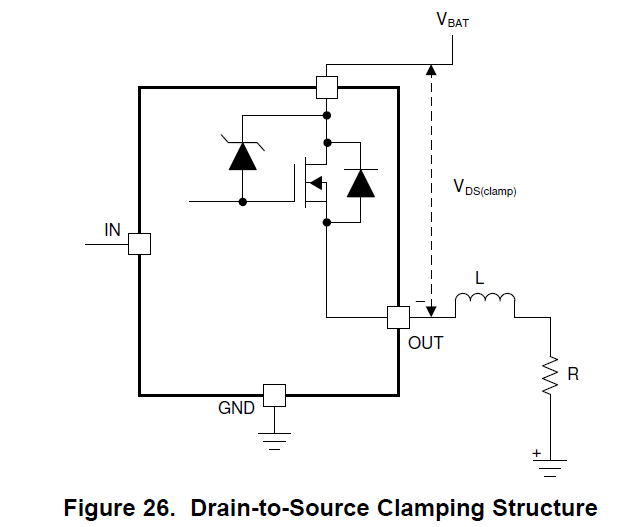 VBAT
VDS(clamp)
IN
–
L
OUT
R
GND
+
Figure 26. Drain-to-Source Clamping Structure